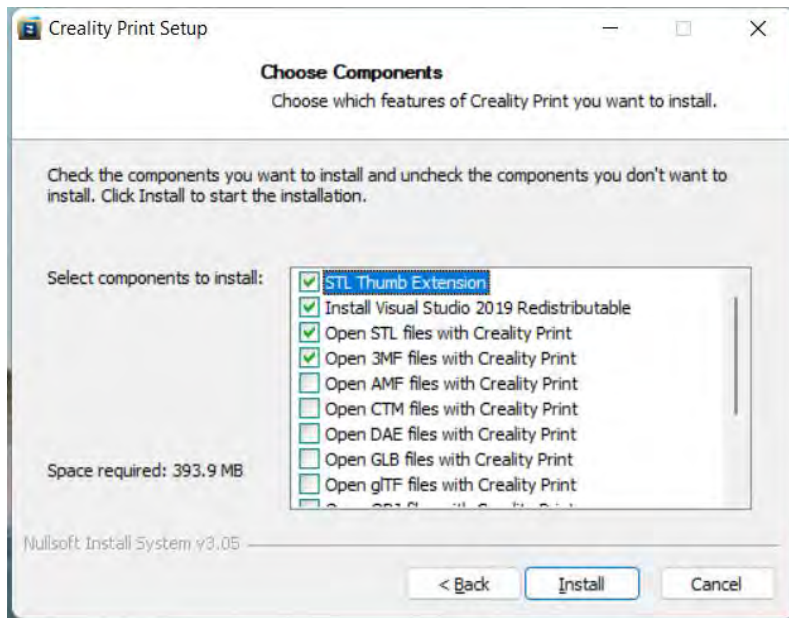 Creality Print Setup
Choose Components
Choose which features of Creality Print you want to install.
Check the components you want to install and uncheck the components you don't want to
install. Click Install to start the installation.
Select components to install:
STL Thumb Extension
Install Visual Studio 2019 Redistributable
Open STL files with Creality Print
Open 3MF files with Creality Print
Open AMF files with Creality Print
Open CTM files with Creality Print
Open DAE files with Creality Print
Open GLB files with Creality Print
Open glTF files with Creality Print
Space required: 393.9 MB
Nullsoft Install System v3.05
< Back
Install
Cancel